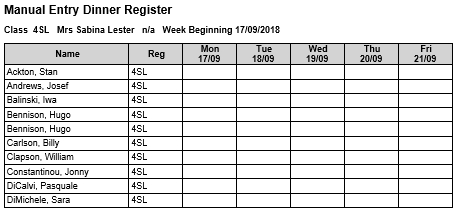 Manual Entry Dinner Register
Class 4SL Mrs Sabina Lester n/a Week Beginning 17/09/2018
Name Reg Mon 17/09 Tue 18/09 Wed 19/09 Thu 20/09 Fri 21/09
Ackton, Stan 4SL
Andrews, Josef 4SL
Balinski, Iwa 4SL
Bennison, Hugo 4SL
Bennison, Hugo 4SL
Carlson, Billy 4SL
Clapson, William 4SL
Constantinou, Jonny 4SL
DiCalvi, Pasquale 4SL
DiMichele, Sara 4SL